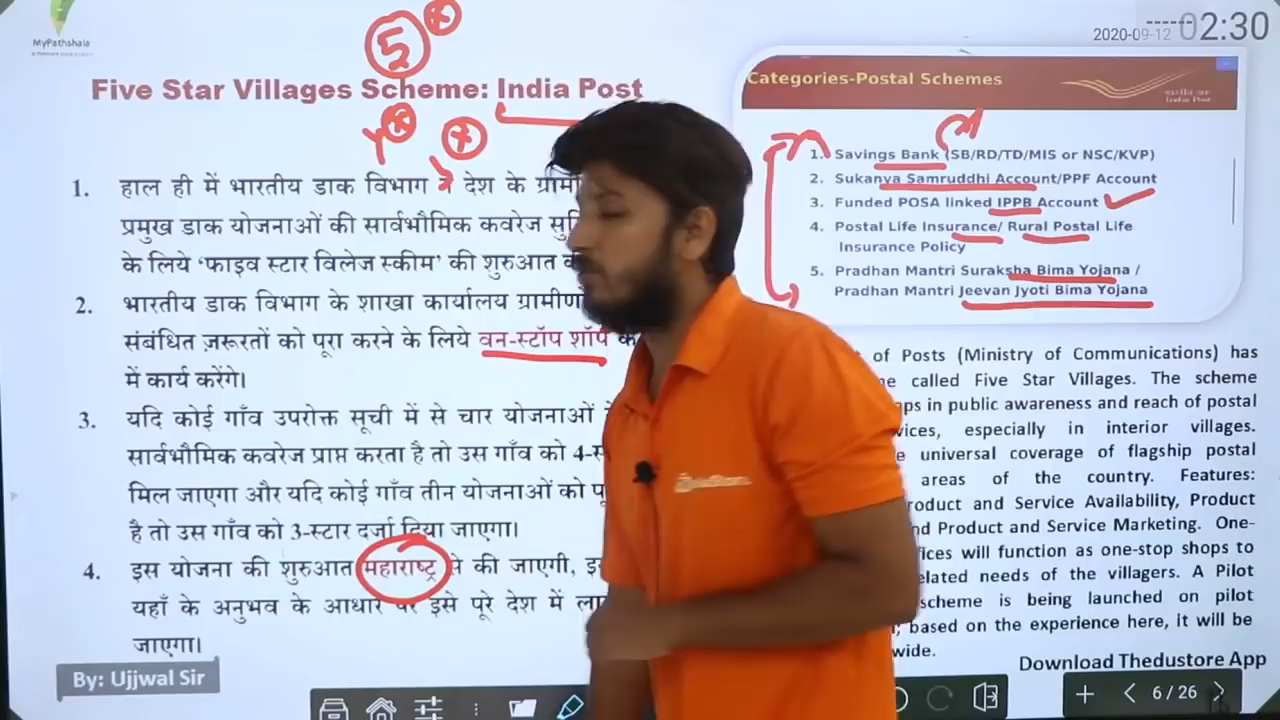 MyPathshala
5
2020-09-12 02:30
Five Star Villages Scheme: India Post
1. हाल ही में भारतीय डाक विभाग ने देश के
प्रमुख डाक योजनाओं की सार्वभौमिक कवरेज
के लिये ‘फाइव स्टार विलेज स्कीम’ की शुरुआत
2. भारतीय डाक विभाग के शाखा कार्यालय
संबंधित ज़रूरतों को पूरा करने के लिये वन-स्टॉप शॉप
में कार्य करेंगे।
3. यदि कोई गाँव उपरोक्त सूची में से चार योजनाओं
सार्वभौमिक कवरेज प्राप्त करता है तो उस गाँव को
मिल जाएगा और यदि कोई गाँव तीन योजनाओं को
है तो उस गाँव को 3-स्टार दर्जा दिया जाएगा।
4. इस योजना की शुरुआत महाराष्ट्र से की जाएगी,
यहाँ के अनुभव के आधार पर इसे पूरे देश में
जाएगा।
By: Ujjwal Sir
Categories-Postal Schemes
India Post
1. Savings Bank (SB/RD/TD/MIS or NSC/KVP)
2. Sukanya Samruddhi Account/PPF Account
3. Funded POSA linked IPPB Account
4. Postal Life Insurance/ Rural Postal Life
Insurance Policy
5. Pradhan Mantri Suraksha Bima Yojana /
Pradhan Mantri Jeevan Jyoti Bima Yojana
of Posts (Ministry of Communications) has
called Five Star Villages. The scheme
in public awareness and reach of postal
especially in interior villages.
universal coverage of flagship postal
areas of the country. Features:
and Service Availability, Product
Product and Service Marketing. One-
will function as one-stop shops to
needs of the villagers. A Pilot
scheme is being launched on pilot
based on the experience here, it will be
Download Thedustore App
6 / 26